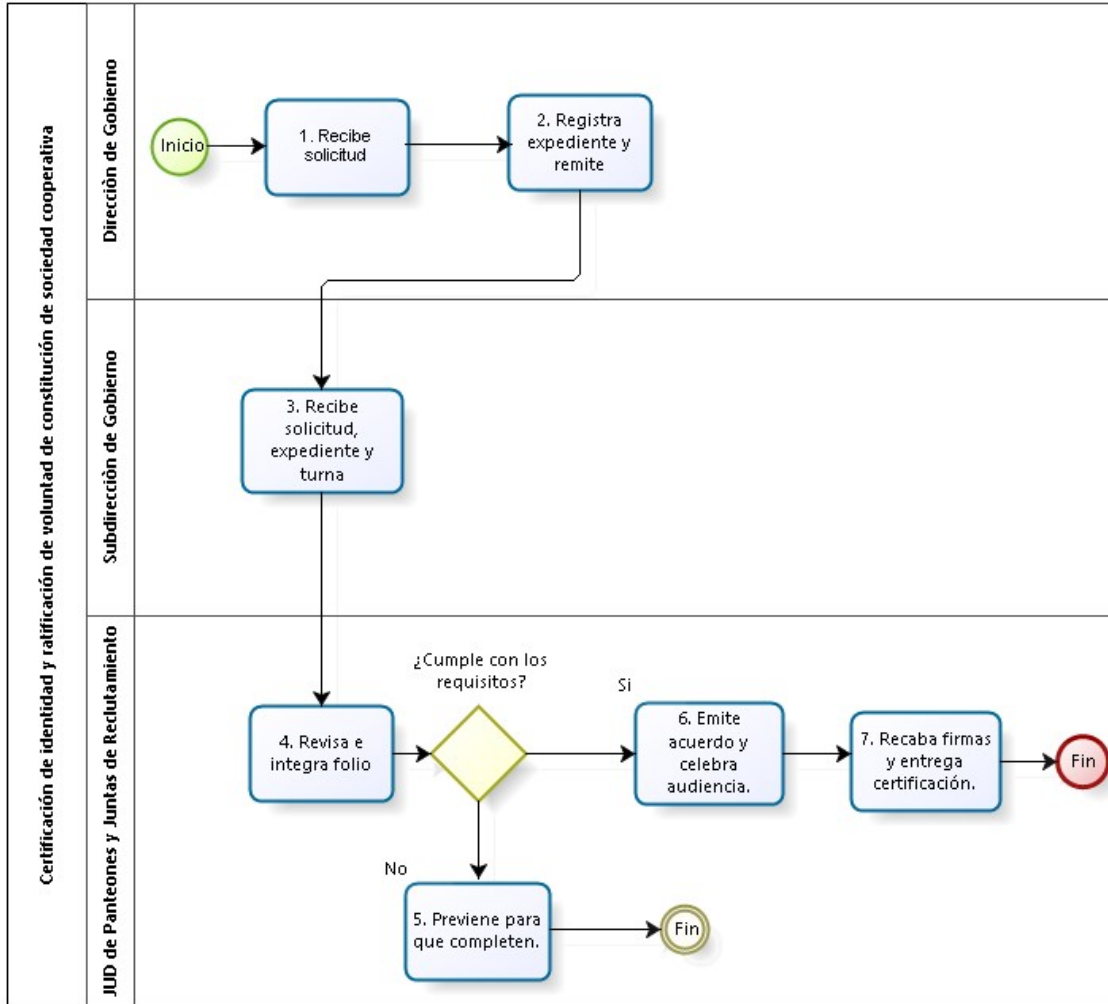 Certificación de identidad y ratificación de voluntad de constitución de sociedad cooperativa
Dirección de Gobierno
Inicio
1. Recibe
solicitud
2. Registra
expediente y
remite
Subdirección de Gobierno
3. Recibe
solicitud,
expediente y
turna
JUD de Panteones y Juntas de Reclutamiento
4. Revisa e
integra folio
¿Cumple con los
requisitos?
Si
6. Emite
acuerdo y
celebra
audiencia.
7. Recaba firmas
y entrega
certificación.
Fin
No
5. Previene para
que completen.
Fin